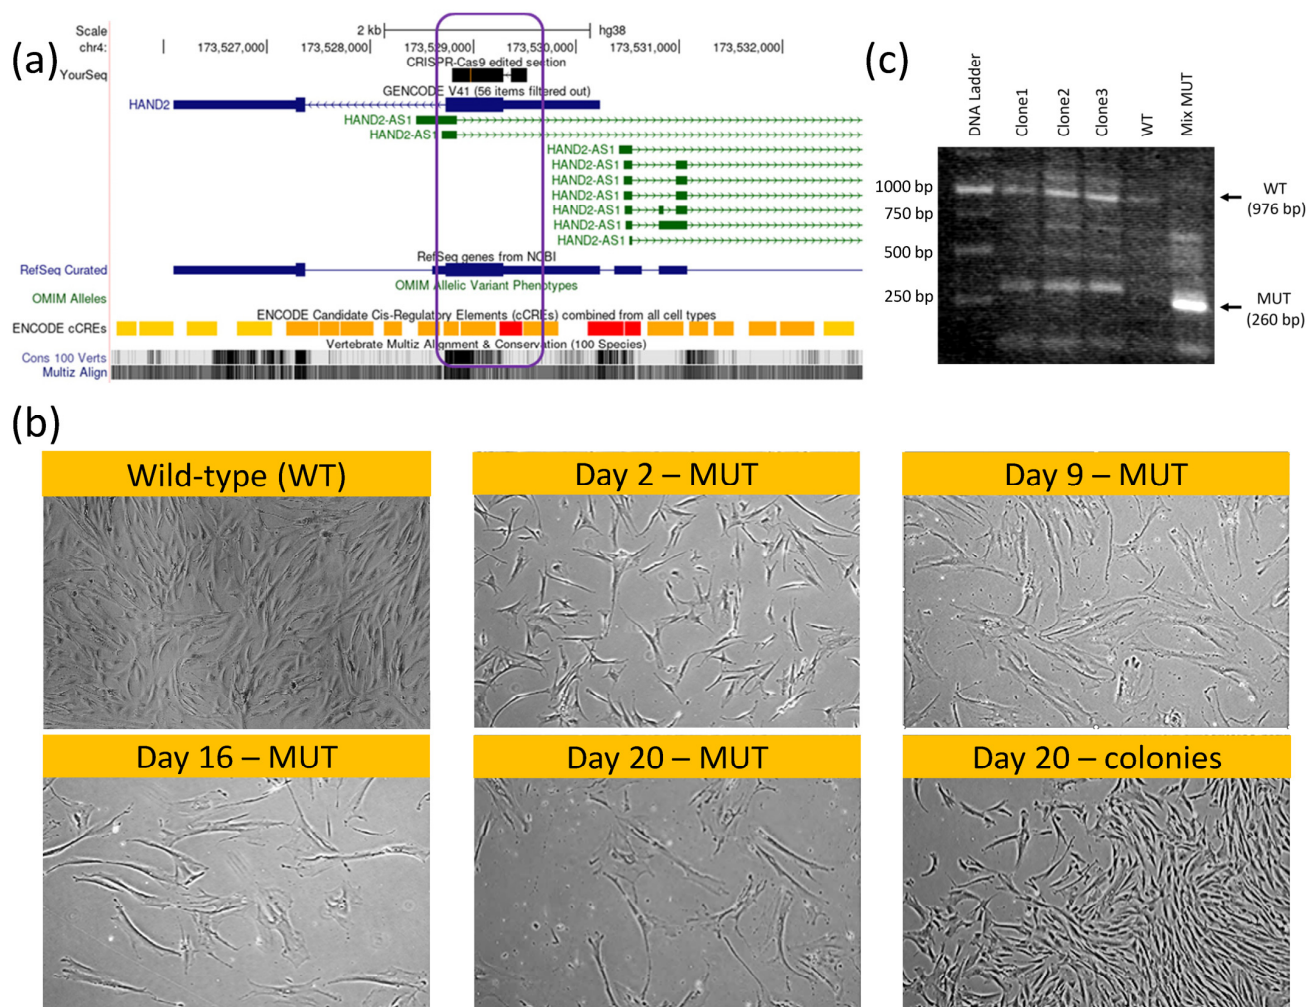 (a)
Scale
2 kb
hg38
chr4:
173,527,000
173,528,000
173,529,000
173,530,000
173,531,000
173,532,000
CRISPR-Cas9 edited section
YourSeq
GENCODE V41 (56 items filtered out)
HAND2
HAND2-AS1
HAND2-AS1
HAND2-AS1
HAND2-AS1
HAND2-AS1
HAND2-AS1
HAND2-AS1
HAND2-AS1
HAND2-AS1
RefSeq genes from NCBI
RefSeq Curated
OMIM Allelic Variant Phenotypes
OMIM Alleles
ENCODE Candidate Cis-Regulatory Elements (cCREs) combined from all cell types
ENCODE cCREs
Vertebrate Multiz Alignment & Conservation (100 Species)
Cons 100 Verts
Multiz Align
(c)
DNA Ladder
Clone1
Clone2
Clone3
WT
Mix MUT
1000 bp
750 bp
500 bp
250 bp
WT
(976 bp)
MUT
(260 bp)
(b)
Wild-type (WT)
Day 2 – MUT
Day 9 – MUT
Day 16 – MUT
Day 20 – MUT
Day 20 – colonies